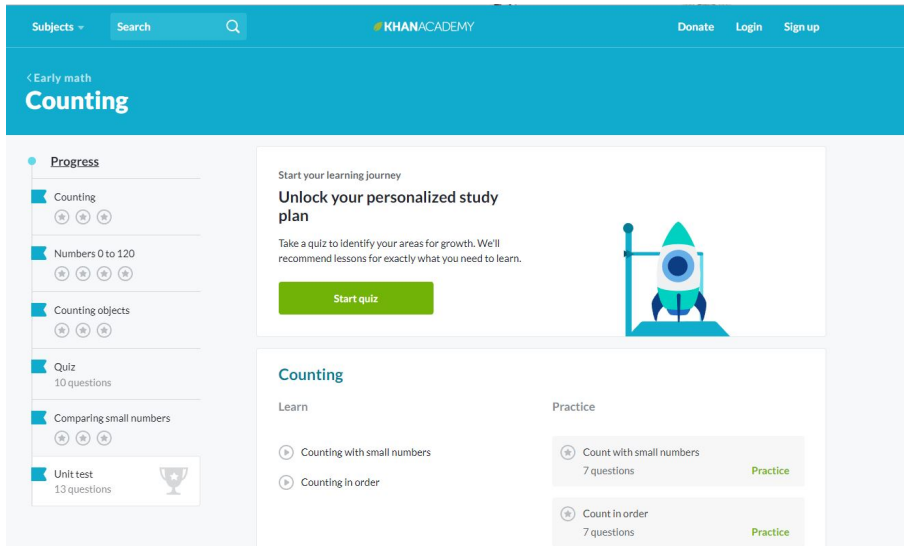 Subjects
Search
KHANACADEMY
Donate
Login
Sign up
Early math
Counting
Progress
Counting
Numbers 0 to 120
Counting objects
Quiz
10 questions
Comparing small numbers
Unit test
13 questions
Start your learning journey
Unlock your personalized study
plan
Take a quiz to identify your areas for growth. We'll
recommend lessons for exactly what you need to learn.
Start quiz
Counting
Learn
Counting with small numbers
Counting in order
Practice
Count with small numbers
7 questions
Practice
Count in order
7 questions
Practice